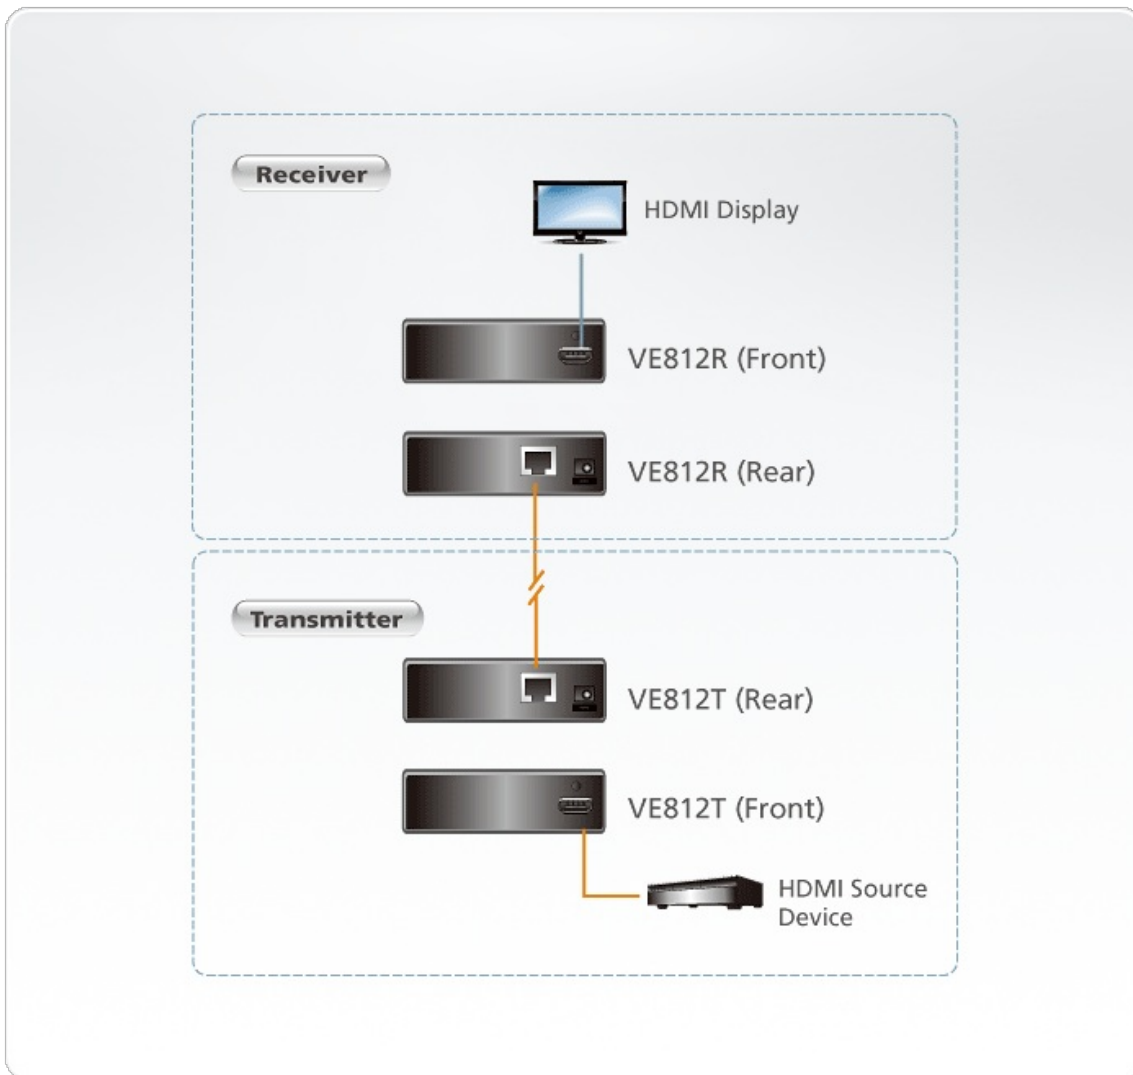 Receiver
HDMI Display
VE812R (Front)
VE812R (Rear)
Transmitter
VE812T (Rear)
VE812T (Front)
HDMI Source
Device